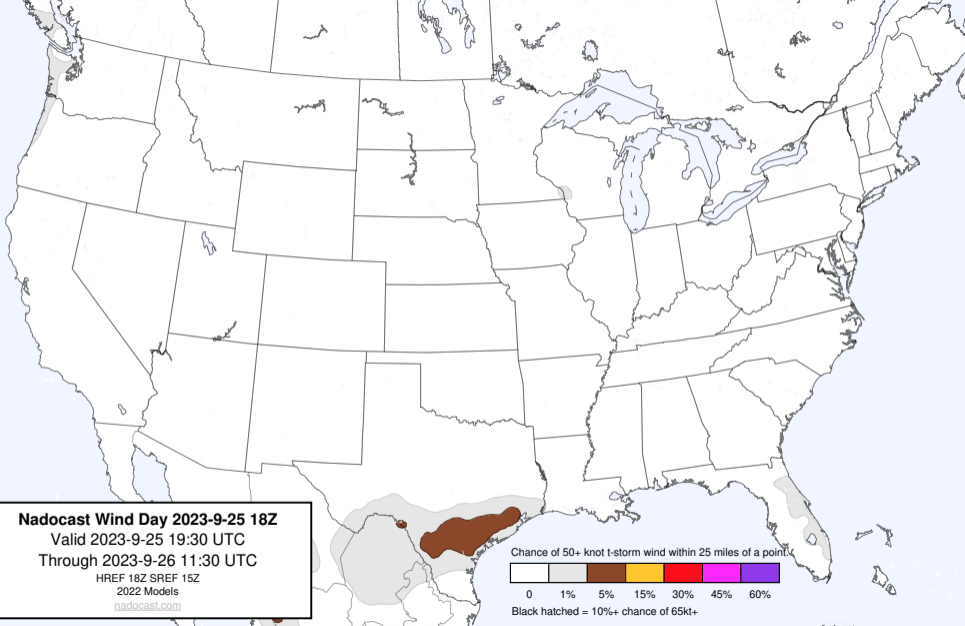 Nadocast Wind Day 2023-9-25 18Z
Valid 2023-9-25 19:30 UTC
Through 2023-9-26 11:30 UTC
HREF 18Z SREF 15Z
2022 Models
nadocast.com
Chance of 50+ knot t-storm wind within 25 miles of a point.
0 1% 5% 15% 30% 45% 60%
Black hatched = 10%+ chance of 65kt+